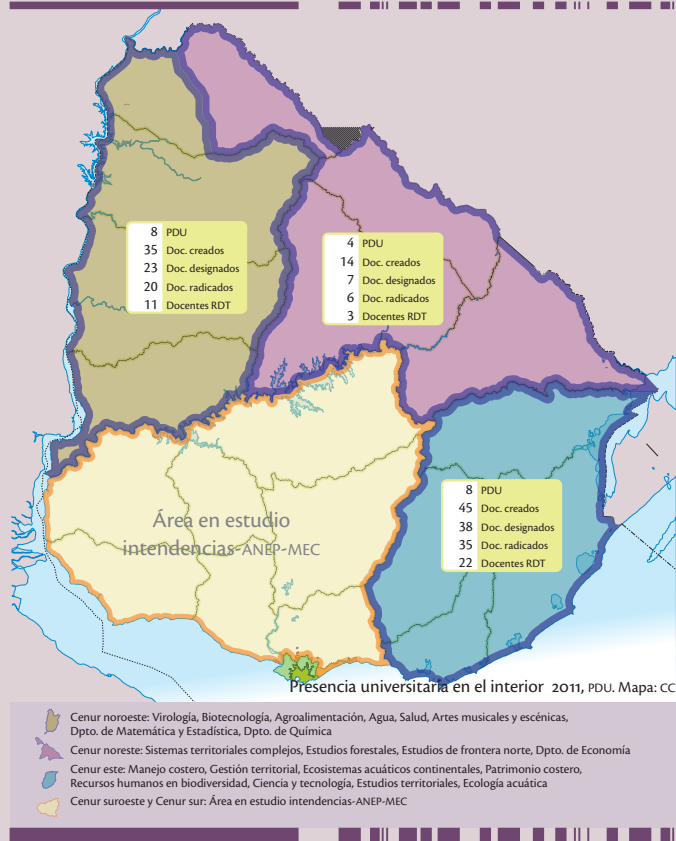 8 PDU
35 Doc. creados
23 Doc. designados
20 Doc. radicados
11 Docentes RDT
4 PDU
14 Doc. creados
7 Doc. designados
6 Doc. radicados
3 Docentes RDT
8 PDU
45 Doc. creados
38 Doc. designados
35 Doc. radicados
22 Docentes RDT
Área en estudio
intendencias-ANEP-MEC
Presencia universitaria en el interior 2011, PDU. Mapa: CC
Cenur noroeste: Virología, Biotecnología, Agroalimentación, Agua, Salud, Artes musicales y escénicas,
Dpto. de Matemática y Estadística, Dpto. de Química
Cenur noreste: Sistemas territoriales complejos, Estudios forestales, Estudios de frontera norte, Dpto. de Economía
Cenur este: Manejo costero, Gestión territorial, Ecosistemas acuáticos continentales, Patrimonio costero,
Recursos humanos en biodiversidad, Ciencia y tecnología, Estudios territoriales, Ecología acuática
Cenur suroeste y Cenur sur: Área en estudio intendencias-ANEP-MEC